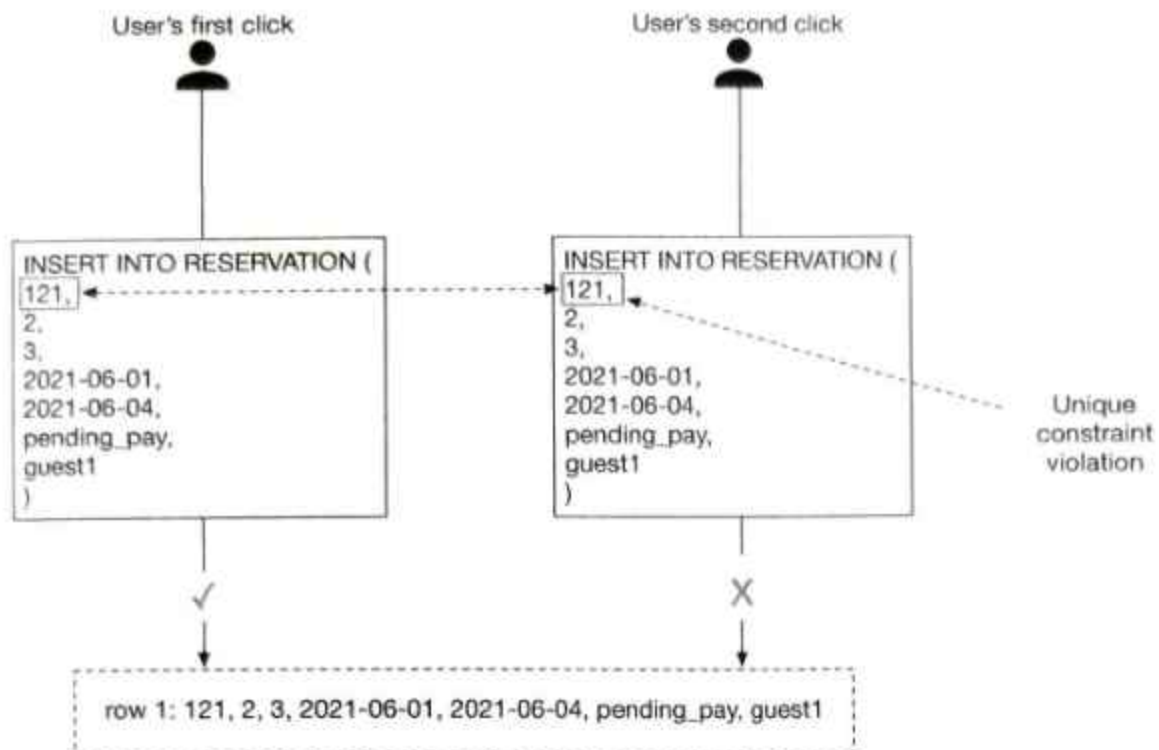 User's first click
User's second click
INSERT INTO RESERVATION (
121,
2,
3,
2021-06-01,
2021-06-04,
pending_pay,
guest1
)
INSERT INTO RESERVATION (
121,
2,
3,
2021-06-01,
2021-06-04,
pending_pay,
guest1
)
Unique
constraint
violation
row 1: 121, 2, 3, 2021-06-01, 2021-06-04, pending_pay, guest1